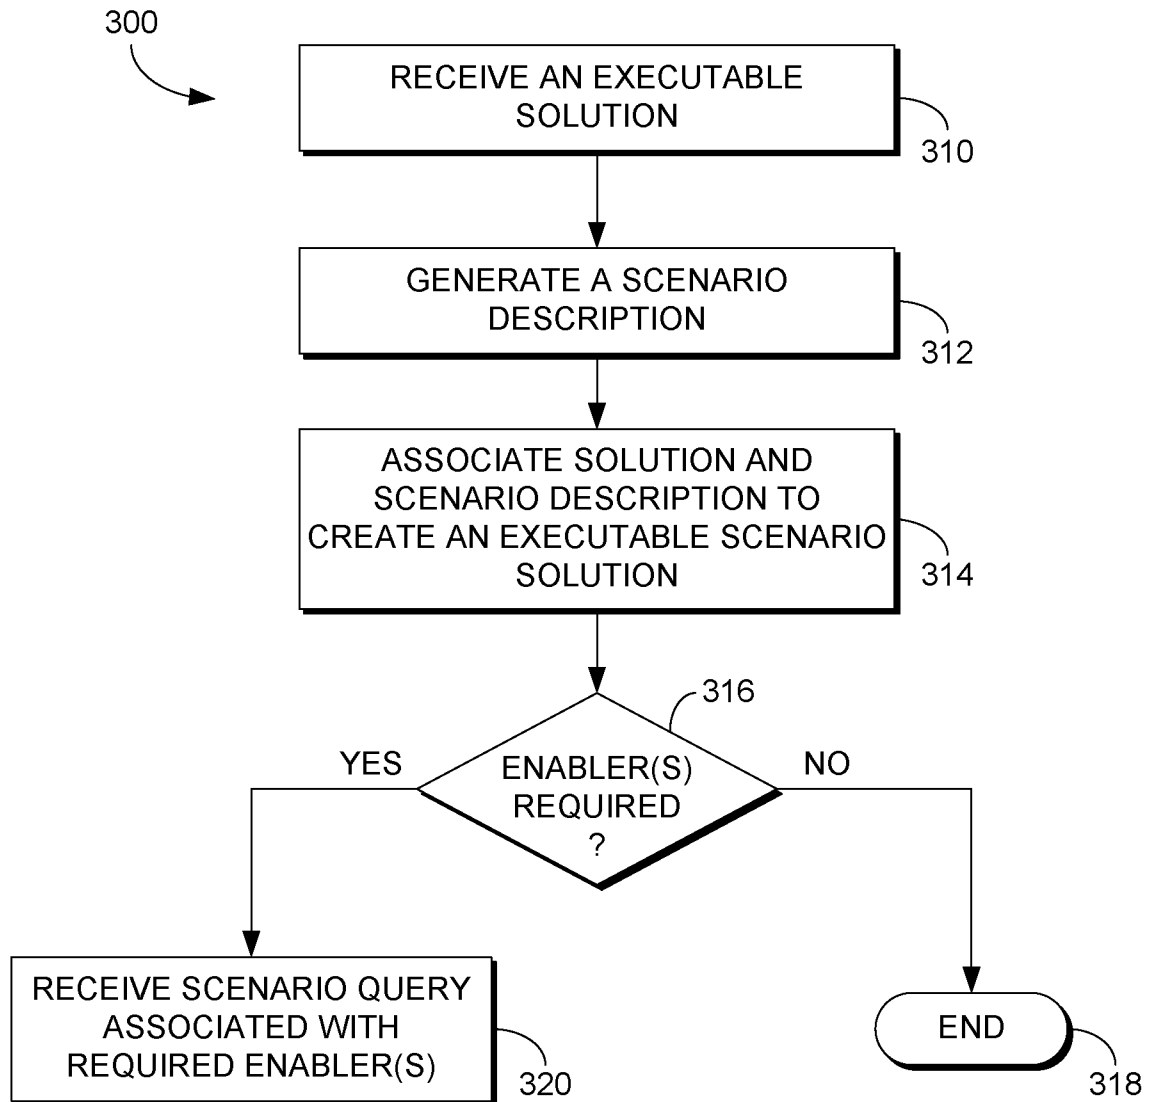 300
RECEIVE AN EXECUTABLE
SOLUTION
310
GENERATE A SCENARIO
DESCRIPTION
312
ASSOCIATE SOLUTION AND
SCENARIO DESCRIPTION TO
CREATE AN EXECUTABLE SCENARIO
SOLUTION
314
316
YES
ENABLER(S)
REQUIRED
?
NO
RECEIVE SCENARIO QUERY
ASSOCIATED WITH
REQUIRED ENABLER(S)
320
END
318